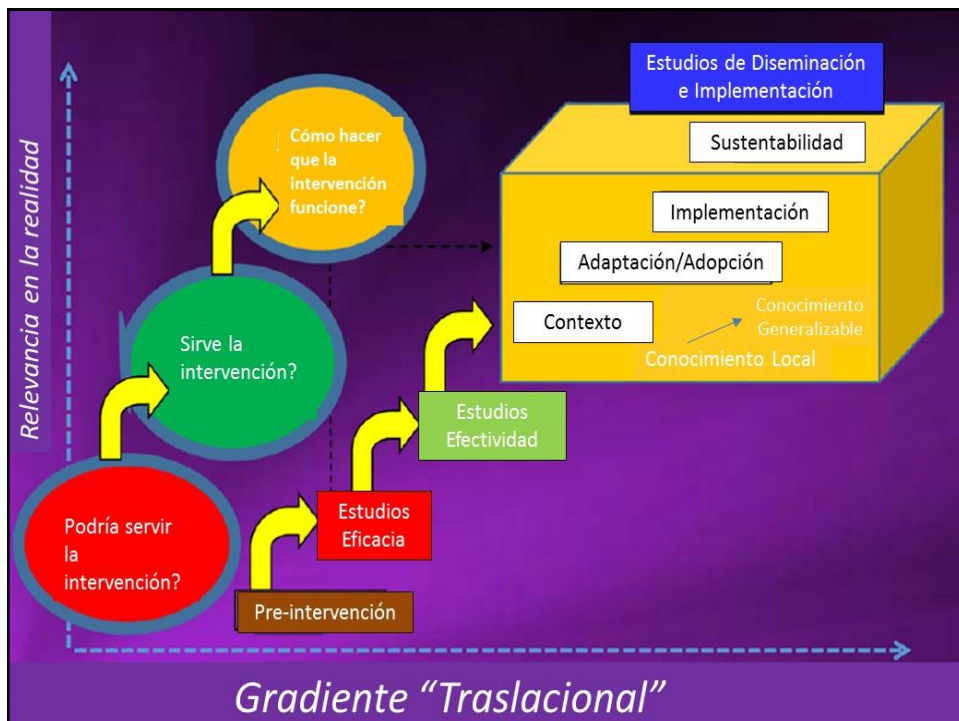 Relevancia en la realidad
Estudios de Diseminación
e Implementación
Sustentabilidad
Implementación
Adaptación/Adopción
Contexto
Conocimiento
Generalizable
Conocimiento Local
Cómo hacer
que la
intervención
funcione?
Sirve la
intervención?
Podría servir
la
intervención?
Estudios
Efectividad
Estudios
Eficacia
Pre-intervención
Gradiente “Traslacional”